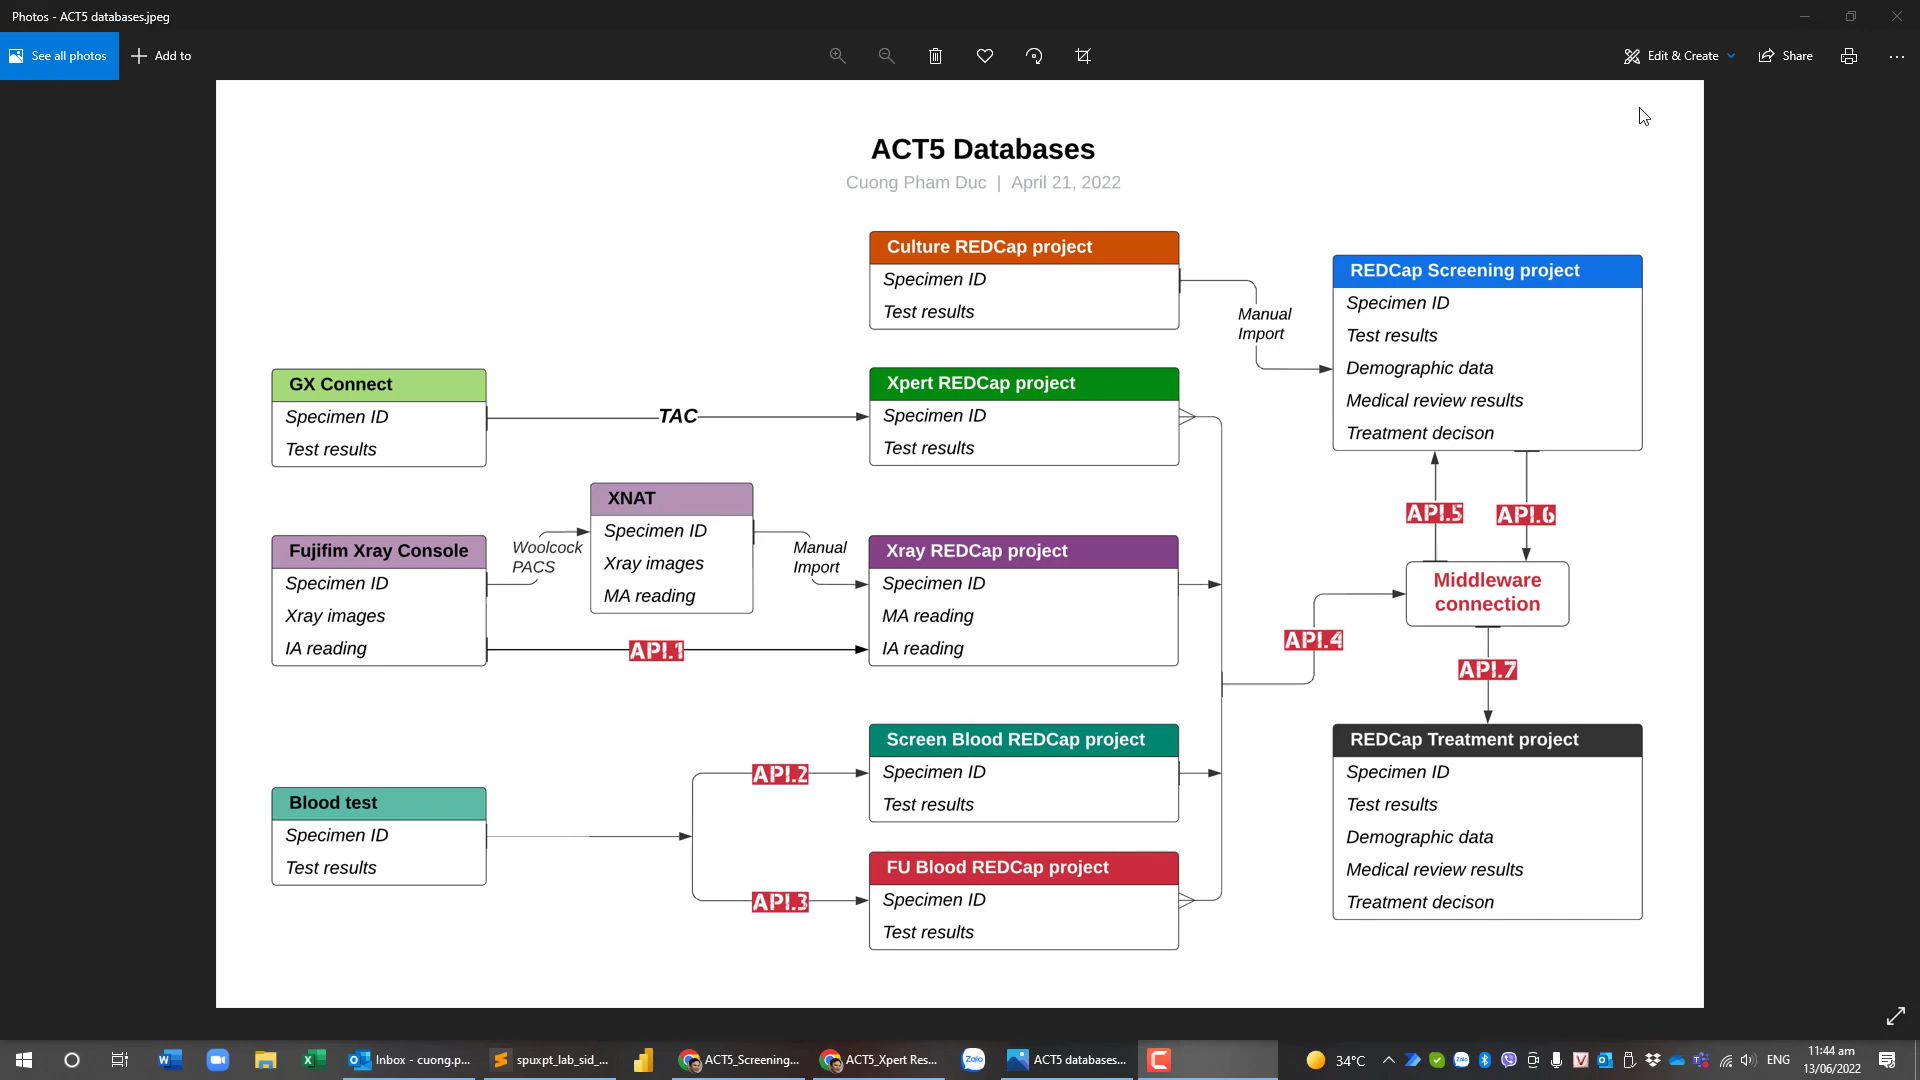 Photos - ACT5 databases.jpeg
See all photos
Add to
Edit & Create
Share
ACT5 Databases
Cuong Pham Duc | April 21, 2022
Culture REDCap project
Specimen ID
Test results
Manual
Import
REDCap Screening project
Specimen ID
Test results
Demographic data
Medical review results
Treatment decison
GX Connect
Specimen ID
Test results
TAC
Xpert REDCap project
Specimen ID
Test results
Fujifim Xray Console
Specimen ID
Xray images
IA reading
Woolcock
PACS
XNAT
Specimen ID
Xray images
MA reading
Manual
Import
API.1
Xray REDCap project
Specimen ID
MA reading
IA reading
API.5
API.6
Middleware
connection
API.4
API.7
Blood test
Specimen ID
Test results
API.2
API.3
Screen Blood REDCap project
Specimen ID
Test results
FU Blood REDCap project
Specimen ID
Test results
REDCap Treatment project
Specimen ID
Test results
Demographic data
Medical review results
Treatment decison
Inbox - cuong.p...
spuxpt_lab_sid_...
ACT5_Screening...
ACT5_Xpert Res...
Zalo
ACT5 databases...
34°C
ENG
11:44 am
13/06/2022